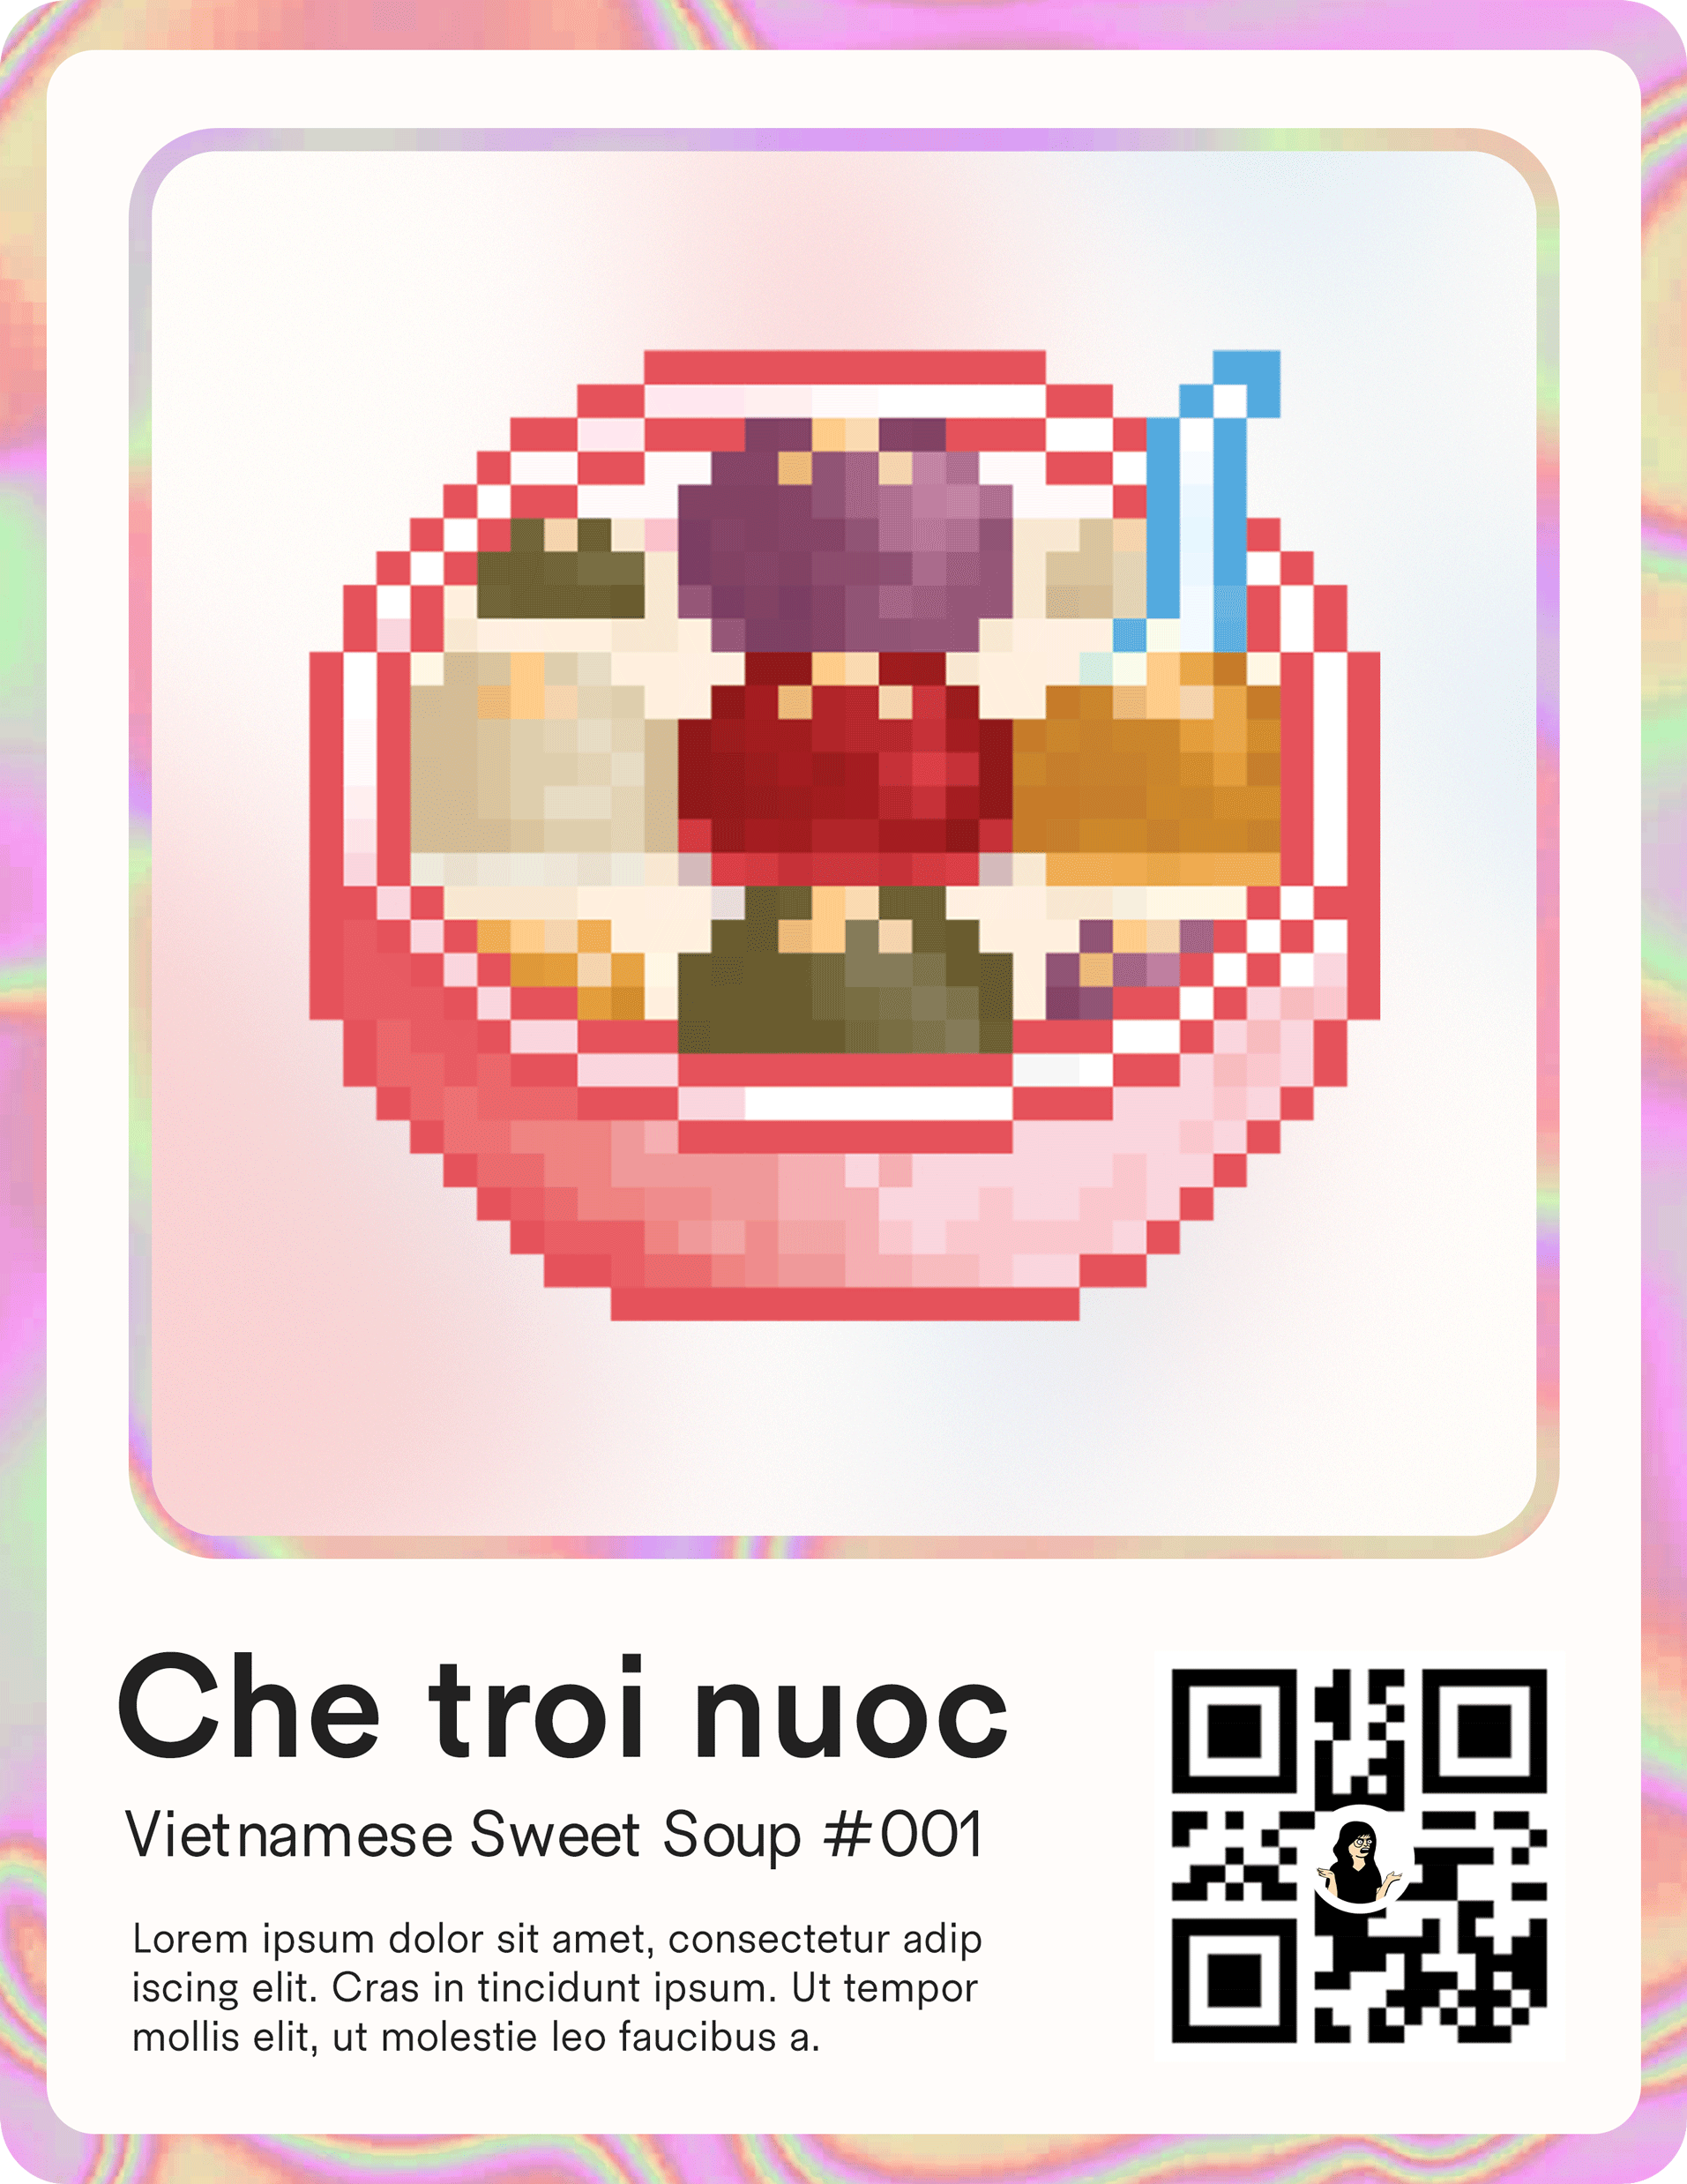 Che troi nuoc
Vietnamese Sweet Soup #001
Lorem ipsum dolor sit amet, consectetur adip
iscing elit. Cras in tincidunt ipsum. Ut tempor
mollis elit, ut molestie leo faucibus a.